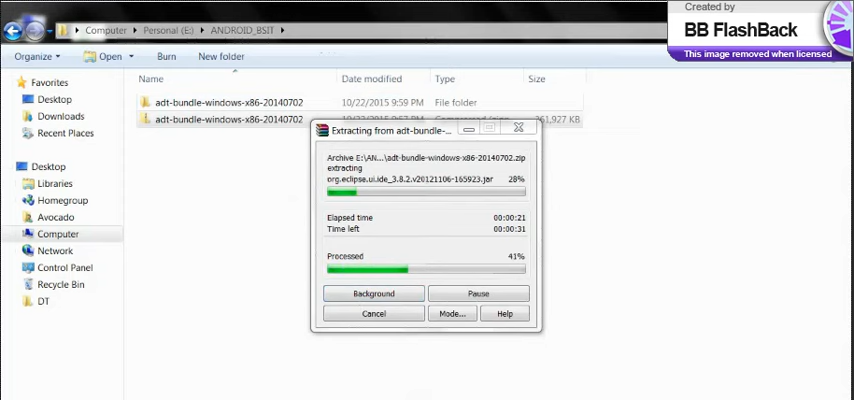 Created by
BB FlashBack
This image removed when licensed
Computer Personal (E:) ANDROID_BSIT
Organize Open Burn New folder
Name Date modified Type Size
Favorites
Desktop
Downloads
Recent Places
Desktop
Libraries
Homegroup
Avocado
Computer
Network
Control Panel
Recycle Bin
DT
adt-bundle-windows-x86-20140702 10/22/2015 9:59 PM File folder
adt-bundle-windows-x86-20140702 10/22/2015
Extracting from adt-bundle-...
Archive E:\AN...\adt-bundle-windows-x86-20140702.zip
extracting
org.eclipse.ui.ide_3.8.2.v20121106-165923.jar 28%
Elapsed time 00:00:21
Time left 00:00:31
Processed 41%
Background Pause
Cancel Mode... Help